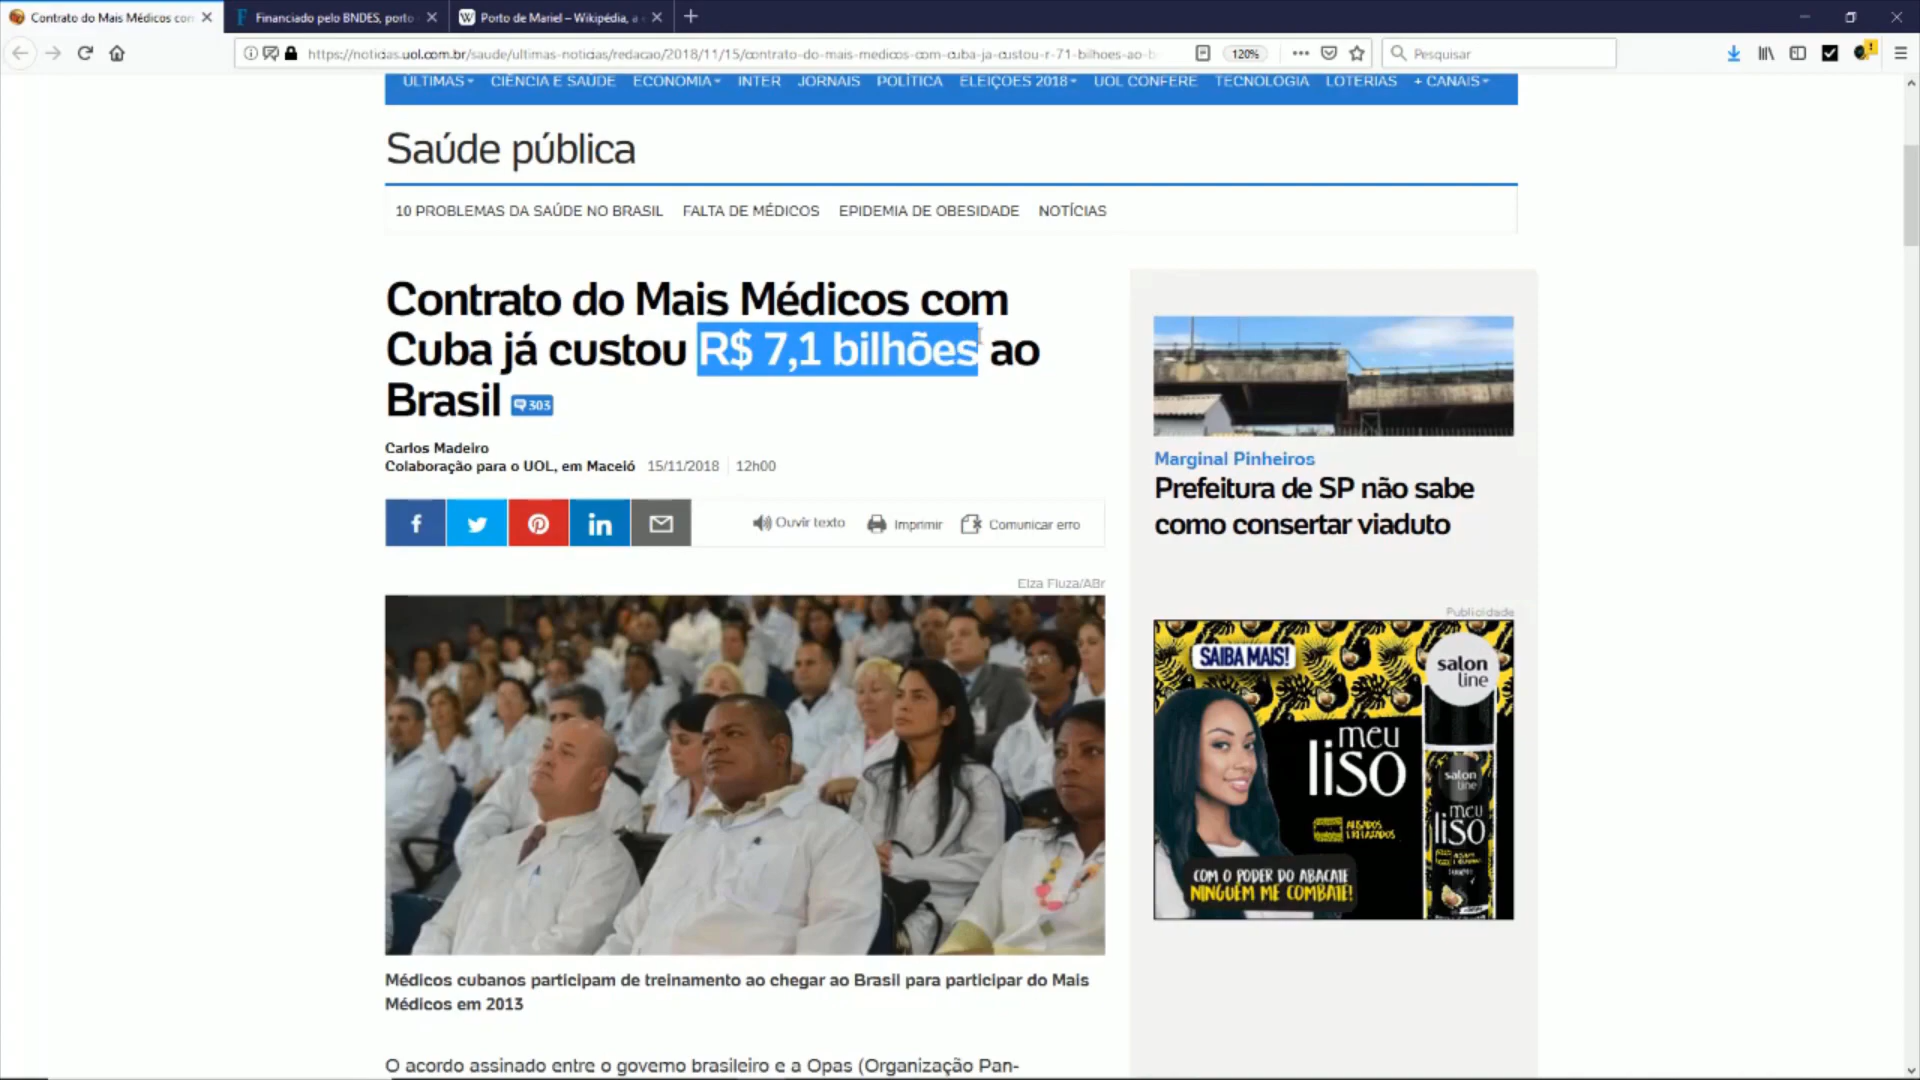 Contrato do Mais Médicos con
Financiado pelo BNDES, porto
Porto de Mariel – Wikipédia, a
https://noticias.uol.com.br/saude/ultimas-noticias/redacao/2018/11/15/contrato-do-mais-medicos-com-cuba-ja-custou-r-71-bilhoes-ao-b
120%
Pesquisar
ÚLTIMAS CIÊNCIA E SAÚDE ECONOMIA INTER JORNAIS POLÍTICA ELEIÇÕES 2018 UOL CONFERE TECNOLOGIA LOTERIAS + CANAIS
Saúde pública
10 PROBLEMAS DA SAÚDE NO BRASIL FALTA DE MÉDICOS EPIDEMIA DE OBESIDADE NOTÍCIAS
Contrato do Mais Médicos com
Cuba já custou R$ 7,1 bilhões ao
Brasil 303
Carlos Madeiro
Colaboração para o UOL, em Maceió 15/11/2018 12h00
Ouvir texto Imprimir Comunicar erro
Elza Fiuza/ABr
Médicos cubanos participam de treinamento ao chegar ao Brasil para participar do Mais
Médicos em 2013
O acordo assinado entre o governo brasileiro e a Opas (Organização Pan-
Marginal Pinheiros
Prefeitura de SP não sabe
como consertar viaduto
Publicidade
SAIBA MAIS!
salon
line
meu
liso
salon
line
meu
liso
COM O PODER DO ABACATE
NINGUÉM ME COMBATE!